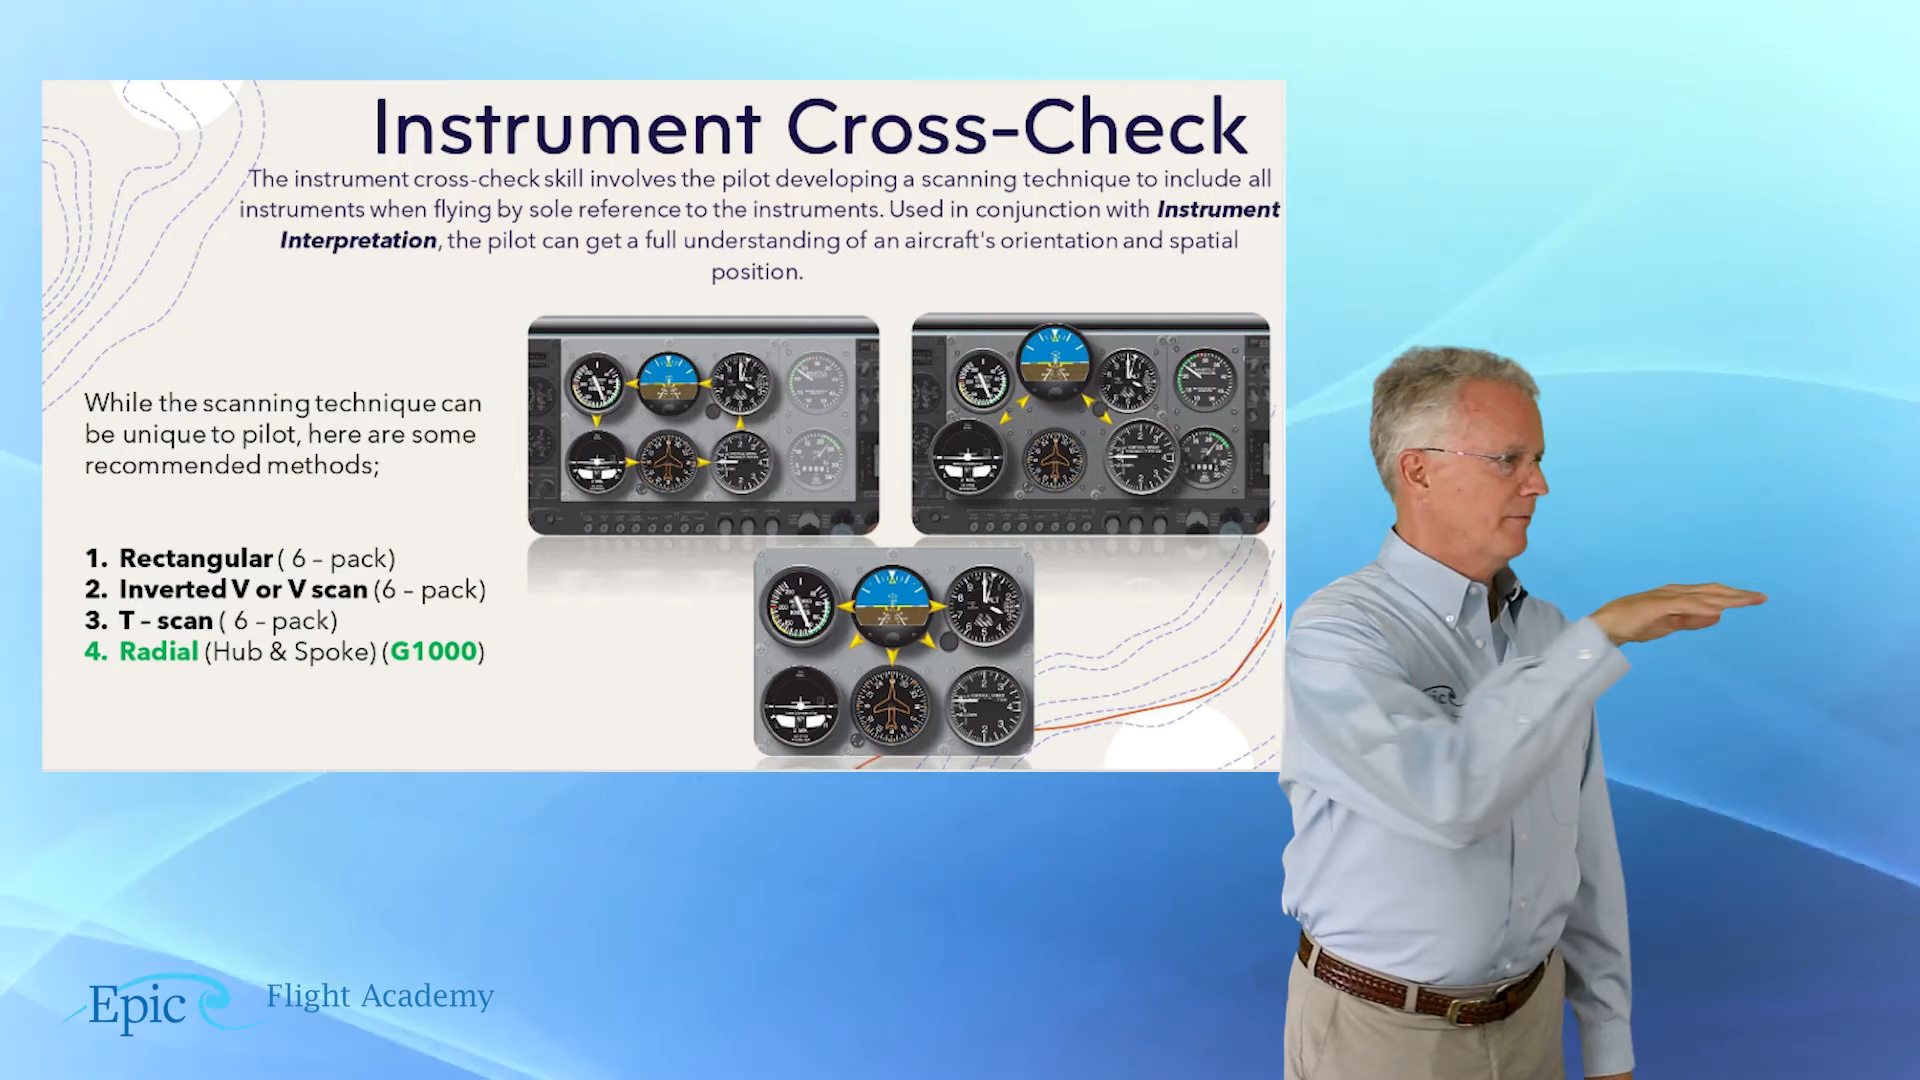 Instrument Cross-Check
The instrument cross-check skill involves the pilot developing a scanning technique to include all
instruments when flying by sole reference to the instruments. Used in conjunction with Instrument
Interpretation, the pilot can get a full understanding of an aircraft's orientation and spatial
position.
While the scanning technique can
be unique to pilot, here are some
recommended methods;
1. Rectangular ( 6 – pack)
2. Inverted V or V scan (6 – pack)
3. T – scan ( 6 – pack)
4. Radial (Hub & Spoke) (G1000)
Epic Flight Academy